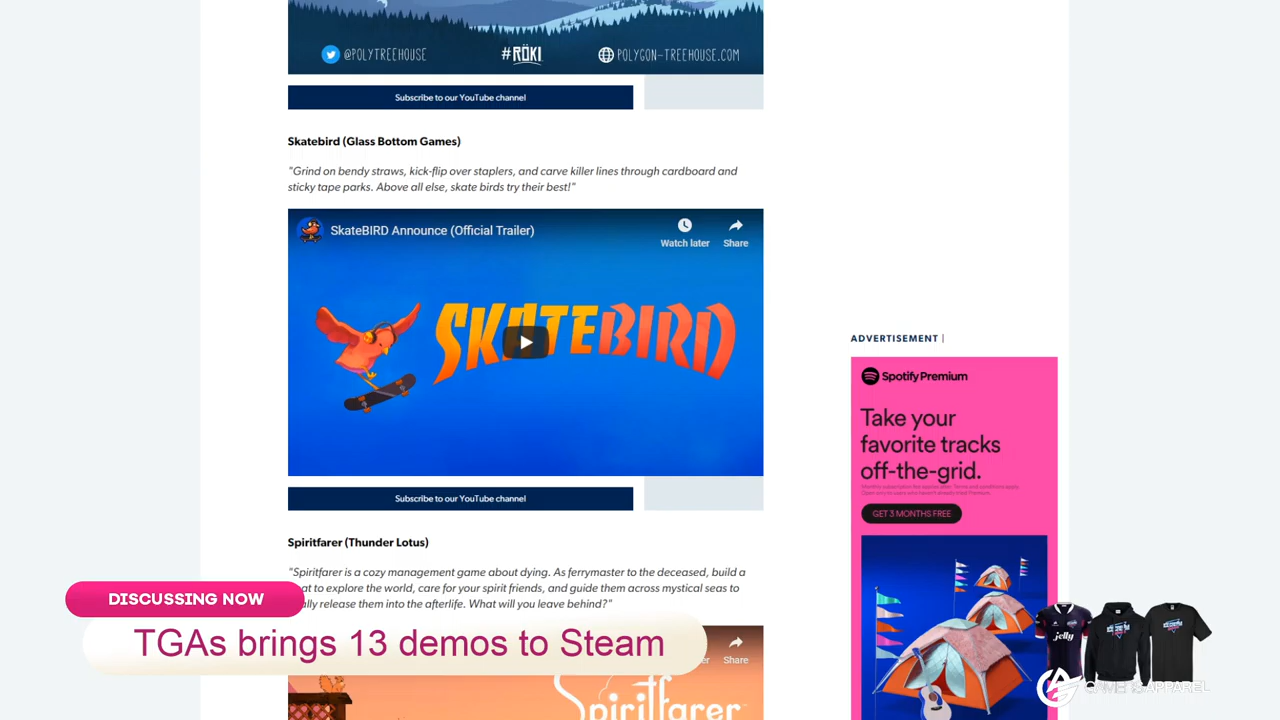 @POLYTREEHOUSE
#RÖKI
POLYGON-TREEHOUSE.COM
Subscribe to our YouTube channel
Skatebird (Glass Bottom Games)
"Grind on bendy straws, kick-flip over staplers, and carve killer lines through cardboard and
sticky tape parks. Above all else, skate birds try their best!"
SkateBIRD Announce (Official Trailer)
Watch later
Share
SKATEBIRD
Subscribe to our YouTube channel
Spiritfarer (Thunder Lotus)
"Spiritfarer is a cozy management game about dying. As ferrymaster to the deceased, build a
to explore the world, care for your spirit friends, and guide them across mystical seas to
release them into the afterlife. What will you leave behind?"
Share
Spiritfarer
ADVERTISEMENT |
Spotify Premium
Take your
favorite tracks
off-the-grid.
GET 3 MONTHS FREE
DISCUSSING NOW
TGAs brings 13 demos to Steam
jelly
APPAREL